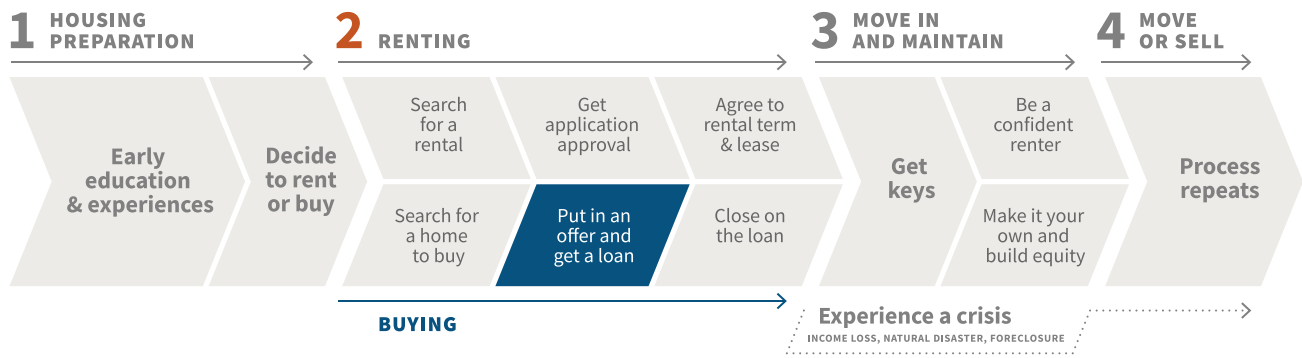 1 HOUSING
PREPARATION
2 RENTING
3 MOVE IN
AND MAINTAIN
4 MOVE
OR SELL
Early
education
& experiences
Decide
to rent
or buy
Search
for a
rental
Get
application
approval
Agree to
rental term
& lease
Search for
a home
to buy
Put in an
offer and
get a loan
Close on
the loan
Get
keys
Be a
confident
renter
Make it your
own and
build equity
Process
repeats
BUYING
Experience a crisis
INCOME LOSS, NATURAL DISASTER, FORECLOSURE